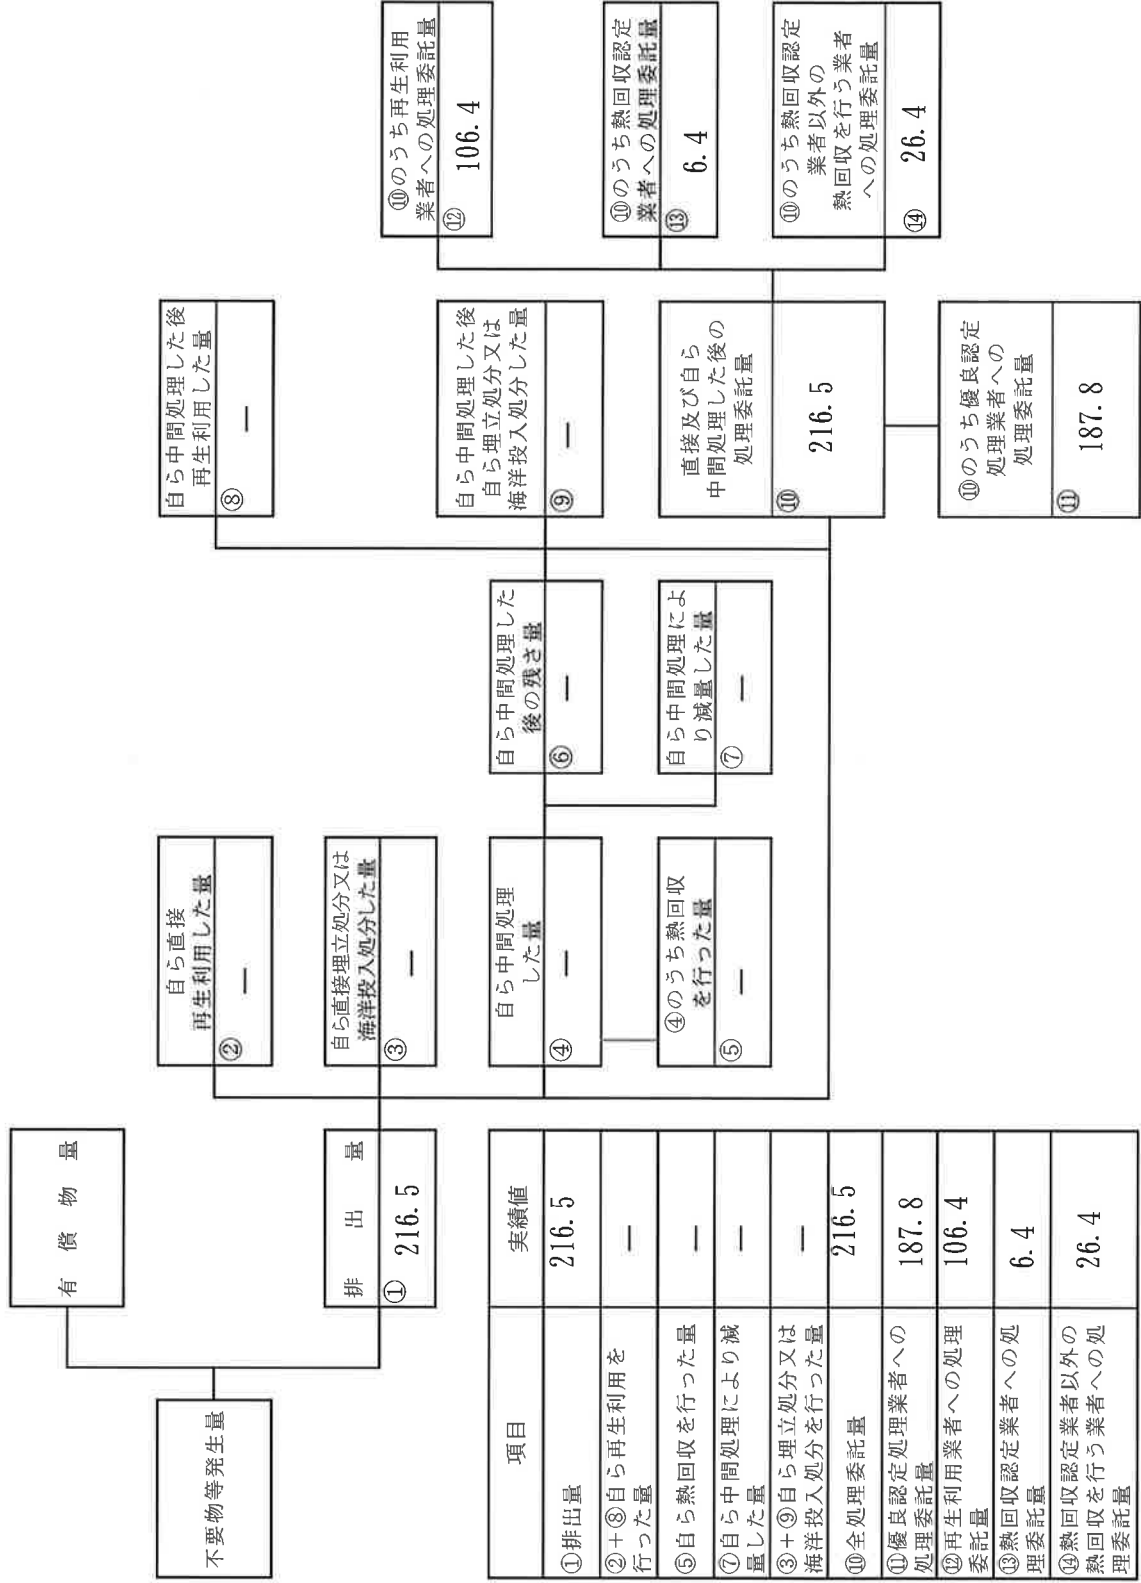 不要物等発生量
有償物量
排出量
① 216.5
自ら直接
再生利用した量
② ―
自ら直接埋立処分又は
海洋投入処分した量
③ ―
自ら中間処理
した量
④ ―
④のうち熱回収
を行った量
⑤ ―
自ら中間処理した
後の残さ量
⑥ ―
自ら中間処理によ
り減量した量
⑦ ―
自ら中間処理した後
再生利用した量
⑧ ―
自ら中間処理した後
自ら埋立処分又は
海洋投入処分した量
⑨ ―
直接及び自ら
中間処理した後の
処理委託量
⑩ 216.5
⑩のうち優良認定
処理業者への
処理委託量
⑪ 187.8
⑩のうち再生利用
業者への処理委託量
⑫ 106.4
⑩のうち熱回収認定
業者への処理委託量
⑬ 6.4
⑩のうち熱回収認定
業者以外の
熱回収を行う業者
への処理委託量
⑭ 26.4
項目 実績値
①排出量 216.5
②+⑧自ら再生利用を
行った量 ―
⑤自ら熱回収を行った量 ―
⑦自ら中間処理により減
量した量 ―
③+⑨自ら埋立処分又は
海洋投入処分を行った量 ―
⑩全処理委託量 216.5
⑪優良認定処理業者への
処理委託量 187.8
⑫再生利用業者への処理
委託量 106.4
⑬熱回収認定業者への処
理委託量 6.4
⑭熱回収認定業者以外の
熱回収を行う業者への処
理委託量 26.4